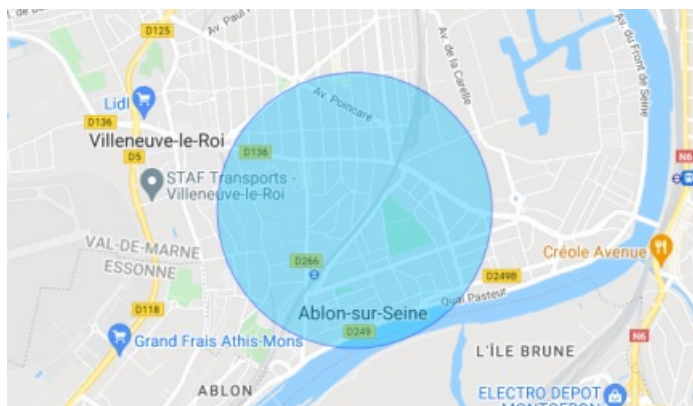 D125
Av. Paul
Av. de la Carelle
Av. du Front de Seine
Lidl
Av. Poincaré
D136
Villeneuve-le-Roi
D136
D5
N6
STAF Transports -
Villeneuve-le-Roi
VAL-DE-MARNE
ESSONNE
D266
D249B
Créole Avenue
D118
Quai Pasteur
Ablon-sur-Seine
D249
Grand Frais Athis-Mons
N6
L'ÎLE BRUNE
ABLON
ELECTRO DEPOT
MONTGERON